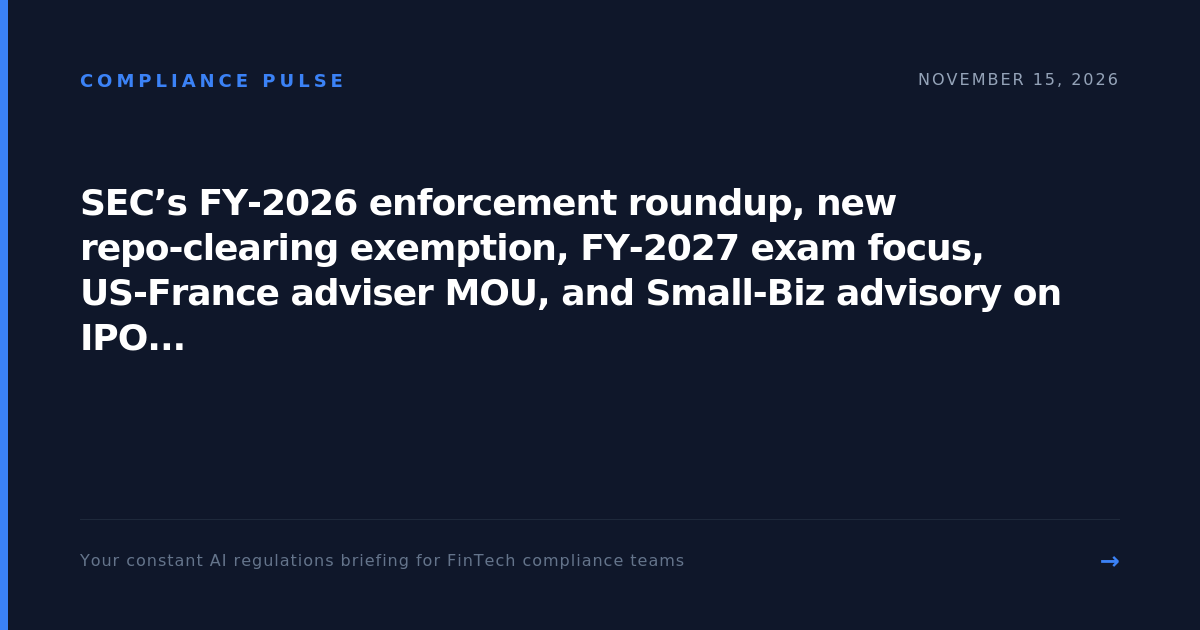 COMPLIANCE PULSE
NOVEMBER 15, 2026
SEC’s FY-2026 enforcement roundup, new
repo-clearing exemption, FY-2027 exam focus,
US-France adviser MOU, and Small-Biz advisory on
IPO...
Your constant AI regulations briefing for FinTech compliance teams
→